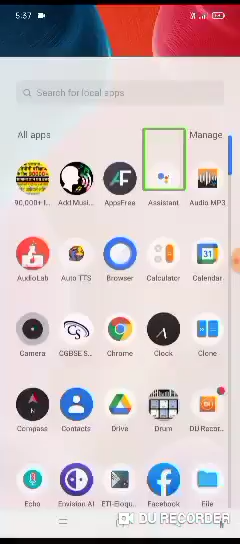 5:37
Search for local apps
All apps
Manage
90,000+ I...
Add Musi...
AppsFree
Assistant
Audio MP3
AudioLab
Auto TTS
Browser
Calculator
Calendar
31
Camera
CGBSE S...
Chrome
Clock
Clone
Compass
Contacts
Drive
Drum
DU Recor...
Echo
Envision AI
ETI-Eloqu...
Facebook
File
DU RECORDER